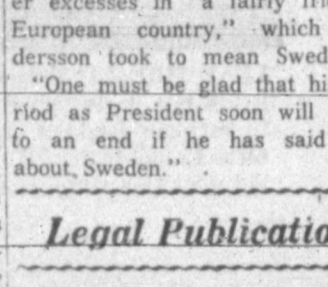 er excesses in "a fairly
European country," which
dersson took to mean Swed
"One must be glad that hi
riod as President soon will
to an end if he has said
about Sweden."
Legal Publicatio